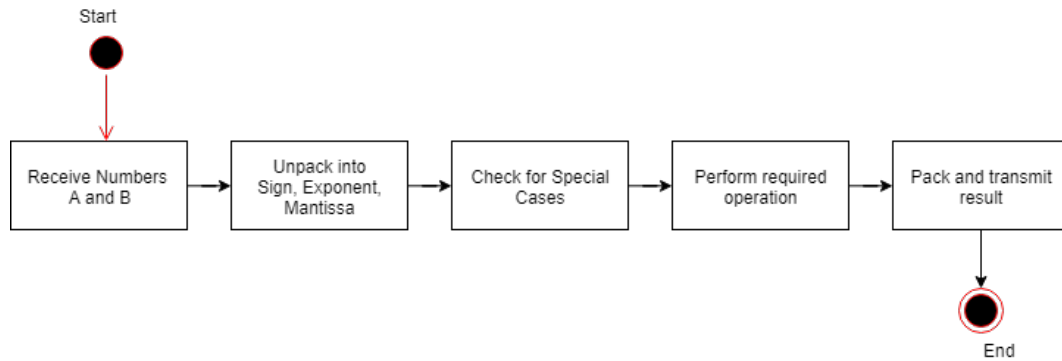 Start
Receive Numbers
A and B
Unpack into
Sign, Exponent,
Mantissa
Check for Special
Cases
Perform required
operation
Pack and transmit
result
End